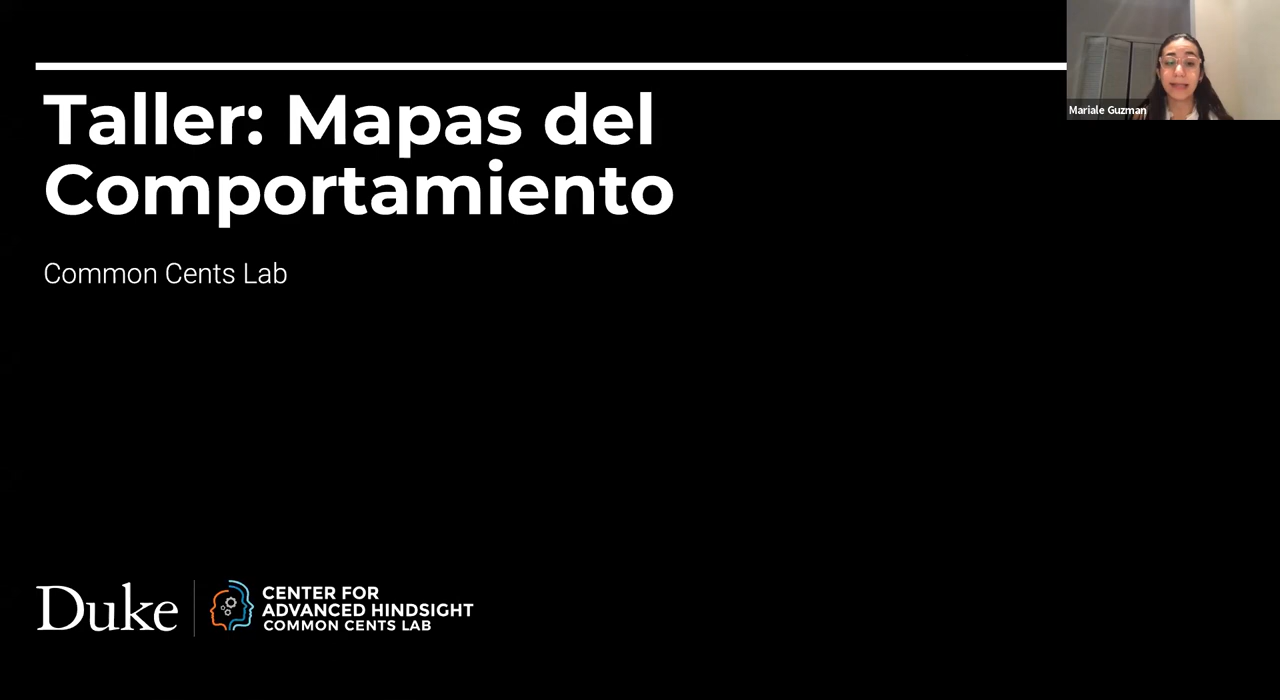 Taller: Mapas del
Comportamiento
Common Cents Lab
Mariale Guzman
Duke
CENTER FOR
ADVANCED HINDSIGHT
COMMON CENTS LAB